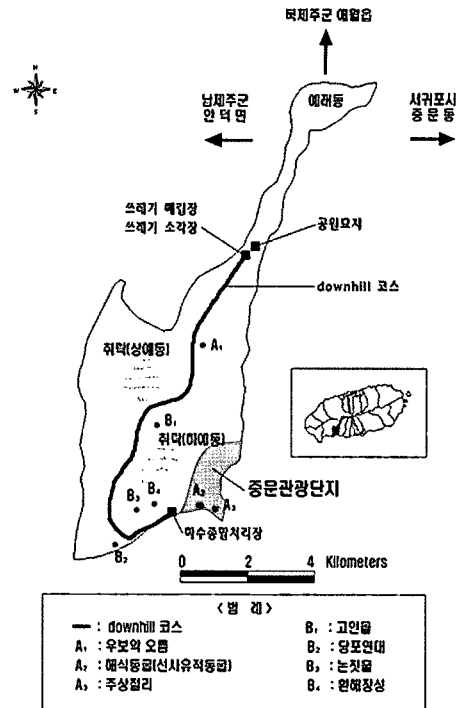 북제주군 애월읍
N
W
E
S
예래동
남제주군
안덕면
서귀포시
중문동
쓰레기 매립장
쓰레기 소각장
공원묘지
downhill 코스
A₁
취락(상예동)
B₁
취락(하예동)
중문관광단지
B₃
B₄
A₂
A₃
하수종합처리장
B₂
0 2 4 Kilometers
<범 례>
: downhill 코스
A₁ : 우보악 오름
A₂ : 해식동굴(선사유적동굴)
A₃ : 주상절리
B₁ : 고인돌
B₂ : 당포연대
B₃ : 논짓물
B₄ : 환해장성